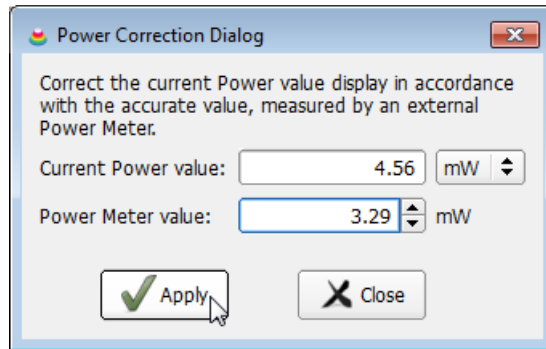 Power Correction Dialog
Correct the current Power value display in accordance
with the accurate value, measured by an external
Power Meter.
Current Power value: 4.56 mW
Power Meter value: 3.29 mW
Apply Close